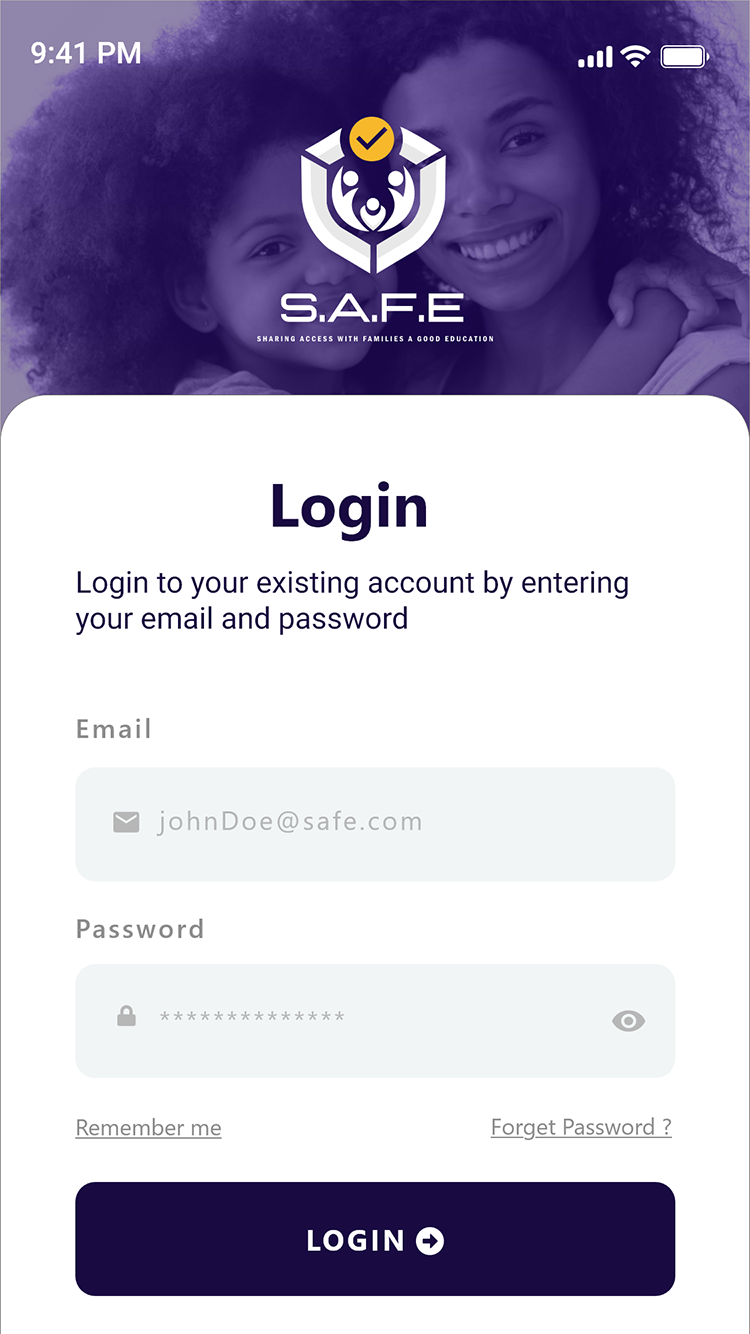 9:41 PM
S.A.F.E
SHARING ACCESS WITH FAMILIES A GOOD EDUCATION
Login
Login to your existing account by entering
your email and password
Email
johnDoe@safe.com
Password
**************
Remember me
Forget Password ?
LOGIN